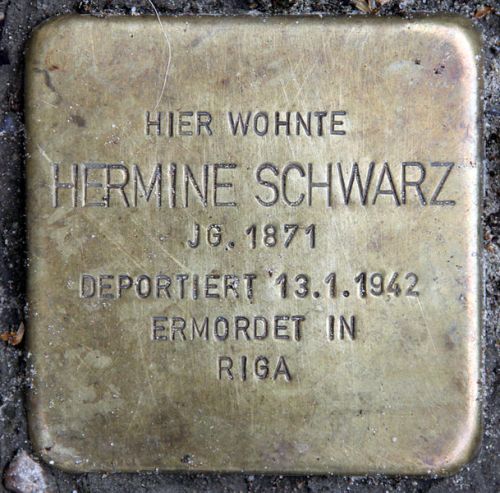 HIER WOHNTE
HERMINE SCHWARZ
JG. 1871
DEPORTIERT 13.1.1942
ERMORDET IN
RIGA